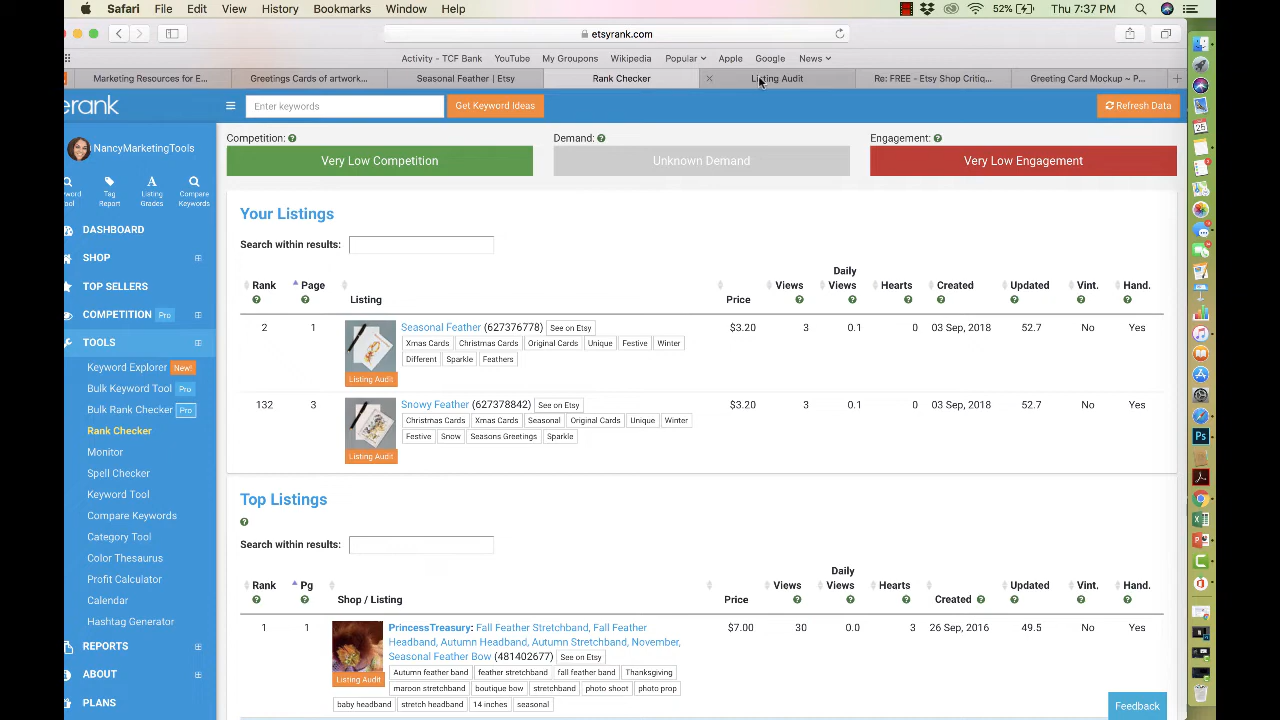 Safari File Edit View History Bookmarks Window Help 52% Thu 7:37 PM
etsyrank.com
Activity - TCF Bank YouTube My Groupons Wikipedia Popular Apple Google News
Marketing Resources for E... Greetings Cards of artwork... Seasonal Feather | Etsy Rank Checker Listing Audit Re: FREE - Etsy Shop Critiq... Greeting Card Mockup ~ P...
erank Enter keywords Get Keyword Ideas Refresh Data
Competition: Demand: Engagement:
Very Low Competition Unknown Demand Very Low Engagement
NancyMarketingTools
word Tool
Tag Report
Listing Grades
Compare Keywords
DASHBOARD
SHOP
TOP SELLERS
COMPETITION Pro
TOOLS
Keyword Explorer New!
Bulk Keyword Tool Pro
Bulk Rank Checker Pro
Rank Checker
Monitor
Spell Checker
Keyword Tool
Compare Keywords
Category Tool
Color Thesaurus
Profit Calculator
Calendar
Hashtag Generator
REPORTS
ABOUT
PLANS
Your Listings
Search within results:
Rank Page Listing Price Views Daily Views Hearts Created Updated Vint. Hand.
2 1 Seasonal Feather (627376778) See on Etsy $3.20 3 0.1 0 03 Sep, 2018 52.7 No Yes
Xmas Cards Christmas Cards Original Cards Unique Festive Winter
Different Sparkle Feathers
Listing Audit
132 3 Snowy Feather (627378842) See on Etsy $3.20 3 0.1 0 03 Sep, 2018 52.7 No Yes
Christmas Cards Xmas Cards Seasonal Original Cards Unique Winter
Festive Snow Seasons Greetings Sparkle
Listing Audit
Top Listings
Search within results:
Rank Pg Shop / Listing Price Views Daily Views Hearts Created Updated Vint. Hand.
1 1 PrincessTreasury: Fall Feather Stretchband, Fall Feather $7.00 30 0.0 3 26 Sep, 2016 49.5 No Yes
Headband, Autumn Headband, Autumn Stretchband, November,
Seasonal Feather Bow (481402677) See on Etsy
Autumn feather band feather stretchband fall feather band Thanksgiving
Listing Audit
maroon stretchband boutique bow stretchband photo shoot photo prop
baby headband stretch headband 14 inches seasonal
Feedback